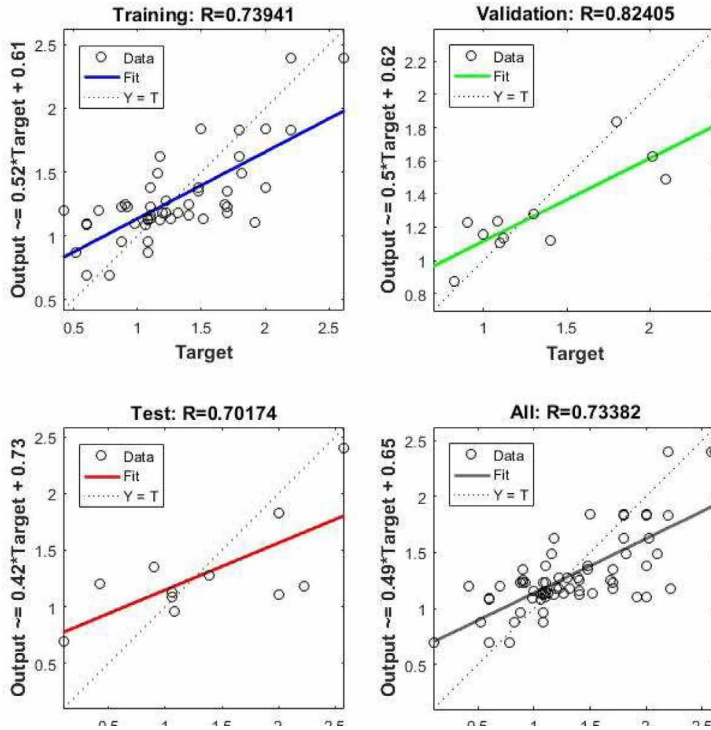 Training: R=0.73941
Output ~= 0.52*Target + 0.61
Data
Fit
Y = T
2.5
2
1.5
1
0.5
0.5 1 1.5 2 2.5
Target
Validation: R=0.82405
Output ~= 0.5*Target + 0.62
Data
Fit
Y = T
2.2
2
1.8
1.6
1.4
1.2
1
0.8
1 1.5 2
Target
Test: R=0.70174
Output ~= 0.42*Target + 0.73
Data
Fit
Y = T
2.5
2
1.5
1
0.5
All: R=0.73382
Output ~= 0.49*Target + 0.65
Data
Fit
Y = T
2.5
2
1.5
1
0.5